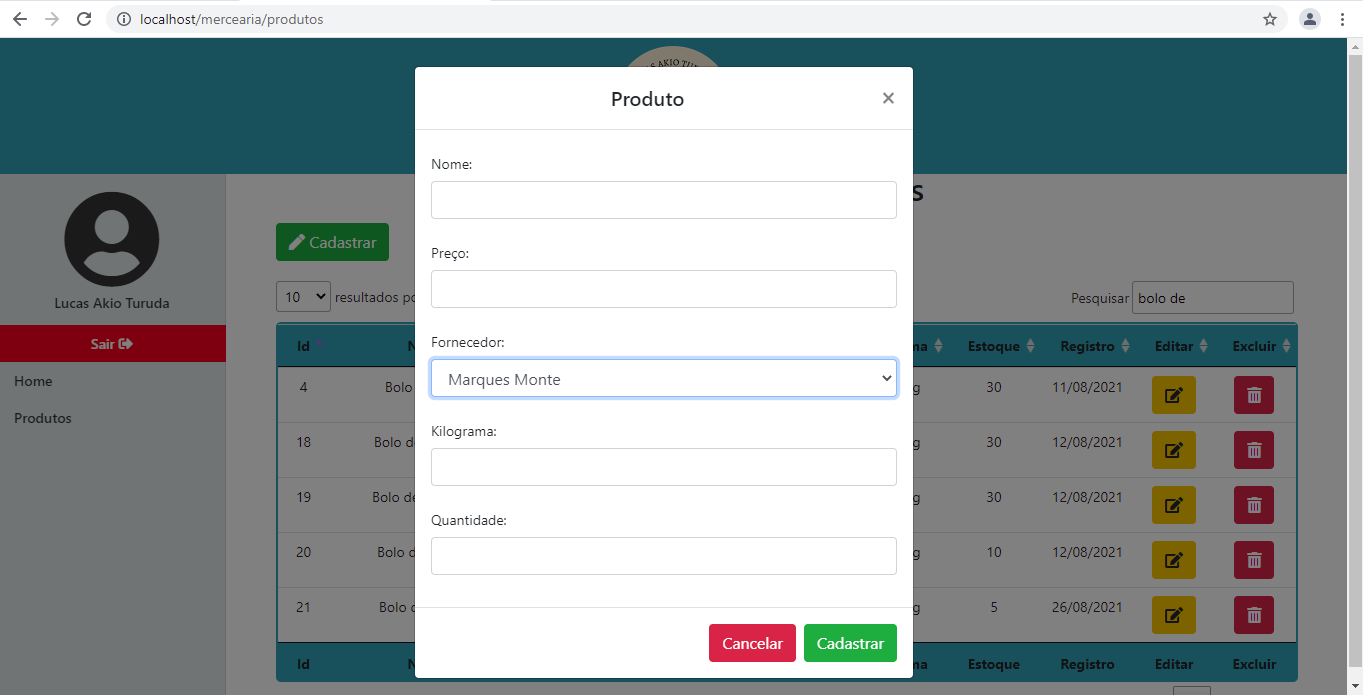 localhost/mercearia/produtos
AKIO
Produto ×
Nome:
Preço:
Fornecedor:
Marques Monte
Kilograma:
Quantidade:
Cancelar Cadastrar
Lucas Akio Turuda
Sair
Home
Produtos
Cadastrar
10 resultados
Pesquisar bolo de
Id Estoque Registro Editar Excluir
4 Bolo 30 11/08/2021
18 Bolo 30 12/08/2021
19 Bolo de 30 12/08/2021
20 Bolo 10 12/08/2021
21 Bolo 5 26/08/2021
Id Estoque Registro Editar Excluir